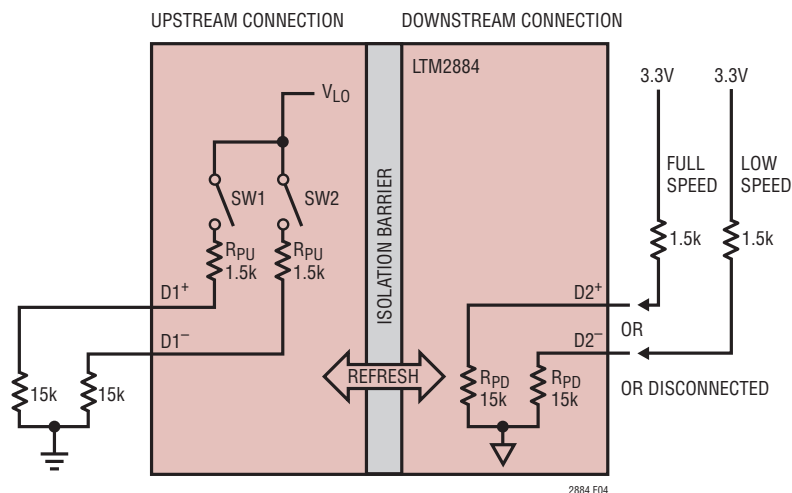 UPSTREAM CONNECTION
DOWNSTREAM CONNECTION
LTM2884
VLO
SW1
SW2
RPU
1.5k
RPU
1.5k
D1+
D1−
15k
15k
ISOLATION BARRIER
REFRESH
3.3V
3.3V
FULL
SPEED
LOW
SPEED
1.5k
1.5k
D2+
OR
D2−
RPD
15k
RPD
15k
OR DISCONNECTED
2884 F04